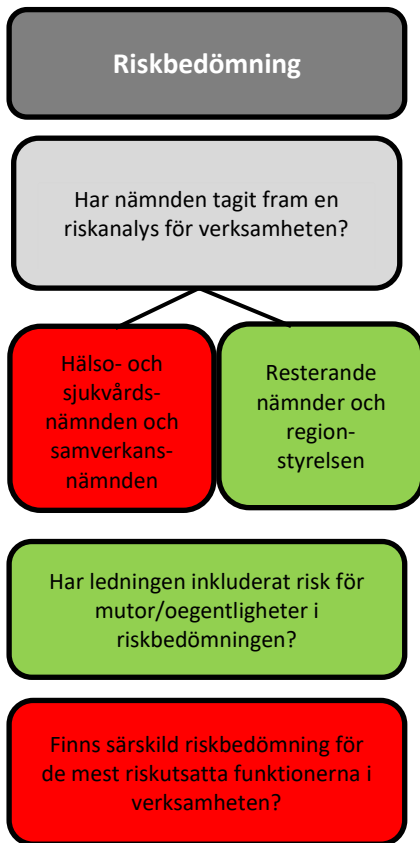 Riskbedömning
Har nämnden tagit fram en
riskanalys för verksamheten?
Hälso- och
sjukvårds-
nämnden och
samverkans-
nämnden
Resterande
nämnder och
region-
styrelsen
Har ledningen inkluderat risk för
mutor/oegentligheter i
riskbedömningen?
Finns särskild riskbedömning för
de mest riskutsatta funktionerna i
verksamheten?